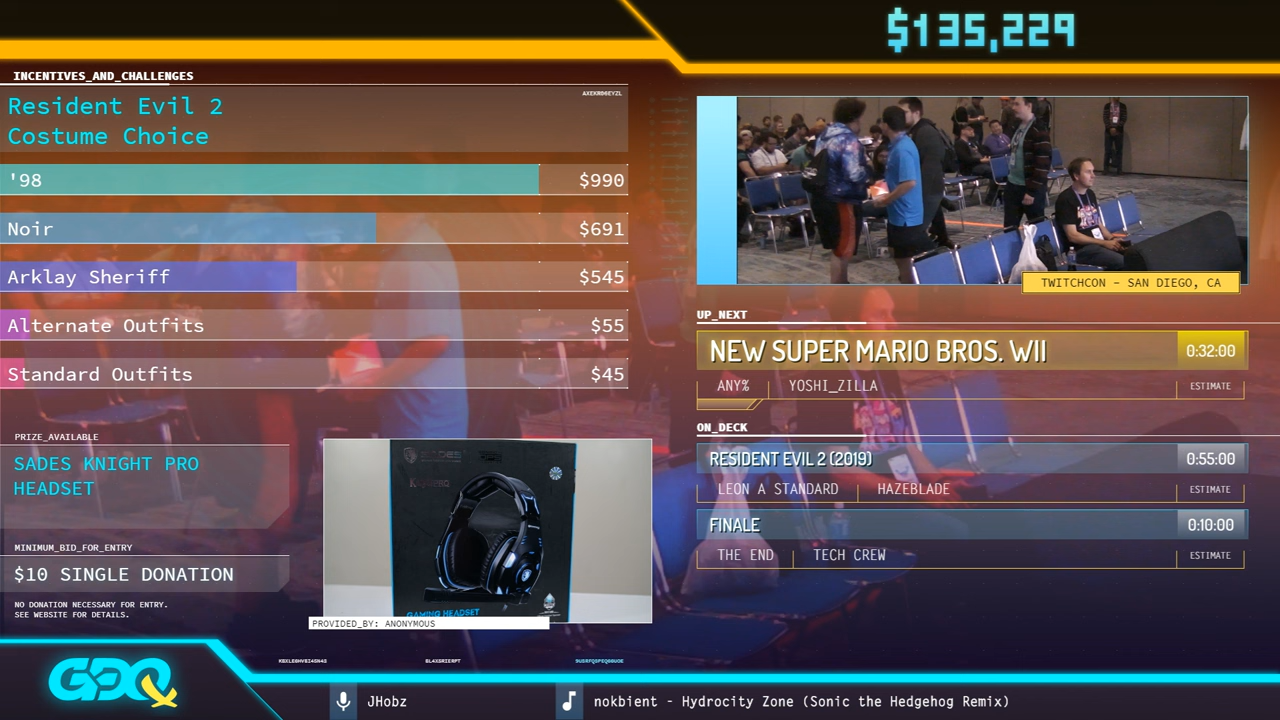 $135,229
INCENTIVES_AND_CHALLENGES
Resident Evil 2
Costume Choice
'98 $990
Noir $691
Arklay Sheriff $545
Alternate Outfits $55
Standard Outfits $45
PRIZE_AVAILABLE
SADES KNIGHT PRO
HEADSET
MINIMUM_BID_FOR_ENTRY
$10 SINGLE DONATION
NO DONATION NECESSARY FOR ENTRY.
SEE WEBSITE FOR DETAILS.
SADES
GAMING HEADSET
PROVIDED_BY: ANONYMOUS
TWITCHCON - SAN DIEGO, CA
UP_NEXT
NEW SUPER MARIO BROS. WII 0:32:00
ANY% YOSHI_ZILLA ESTIMATE
ON_DECK
RESIDENT EVIL 2 (2019) 0:55:00
LEON A STANDARD HAZEBLADE ESTIMATE
FINALE 0:10:00
THE END TECH CREW ESTIMATE
GDQ
JHobz
nokbient - Hydrocity Zone (Sonic the Hedgehog Remix)